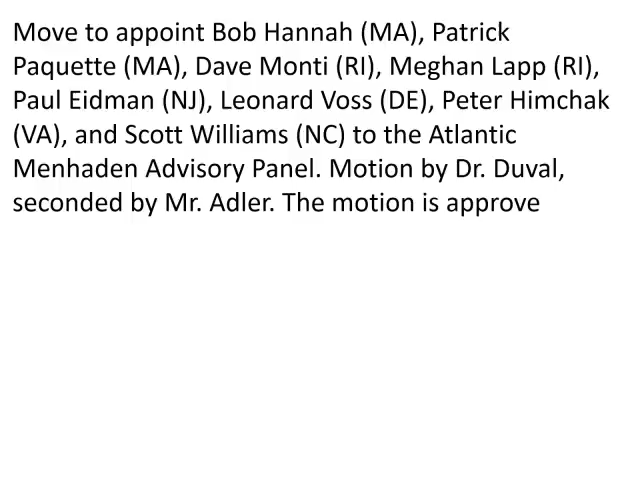 Move to appoint Bob Hannah (MA), Patrick
Paquette (MA), Dave Monti (RI), Meghan Lapp (RI),
Paul Eidman (NJ), Leonard Voss (DE), Peter Himchak
(VA), and Scott Williams (NC) to the Atlantic
Menhaden Advisory Panel. Motion by Dr. Duval,
seconded by Mr. Adler. The motion is approve